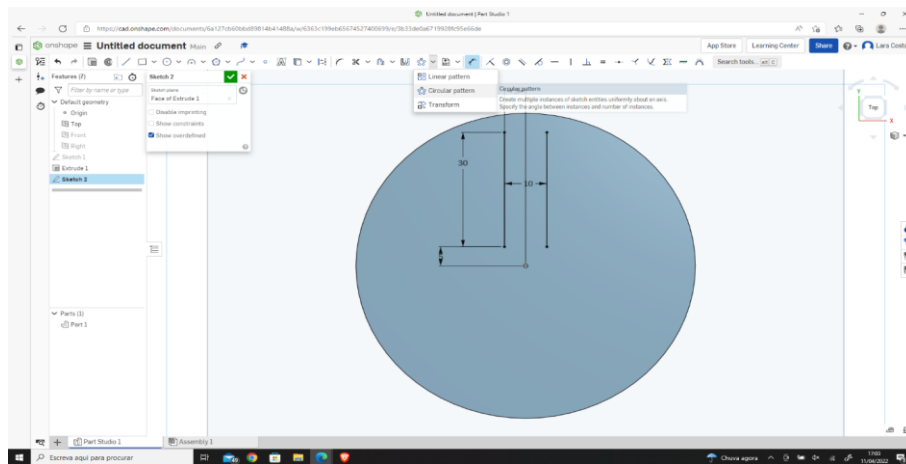 Untitled document | Part Studio 1
https://cad.onshape.com/documents/
onshape Untitled document Main
App Store Learning Center Share Lara Costa
Search tools...
Features (7)
Filter by name or type
Default geometry
Origin
Top
Front
Right
Sketch 1
Extrude 1
Sketch 2
Sketch 2
Sketch plane
Face of Extrude 1
Disable imprinting
Show constraints
Show overdefined
Linear pattern
Circular pattern
Transform
Circular pattern
Create multiple instances of sketch entities uniformly about an axis.
Specify the angle between instances and number of instances.
Y
Top
X
30
10
Parts (1)
Part 1
Part Studio 1 Assembly 1
Escreva aqui para procurar
Chuva agora
11/04/2022